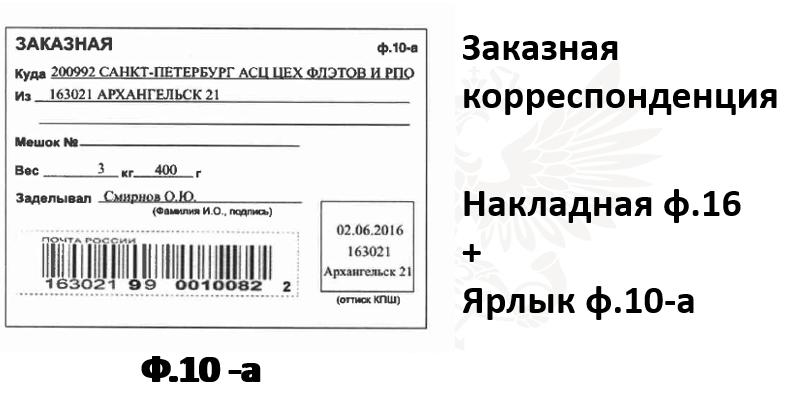 ЗАКАЗНАЯ
ф.10-а
Куда 200992 САНКТ-ПЕТЕРБУРГ АСЦ ЦЕХ ФЛЭТОВ И РПО
Из 163021 АРХАНГЕЛЬСК 21
Мешок №
Вес 3 кг 400 г
Заделывал Смирнов О.Ю.
(Фамилия И.О., подпись)
ПОЧТА РОССИИ
163021 99 0010082 2
02.06.2016
163021
Архангельск 21
(оттиск КПШ)
Ф.10 -а
Заказная
корреспонденция
Накладная ф.16
+
Ярлык ф.10-а